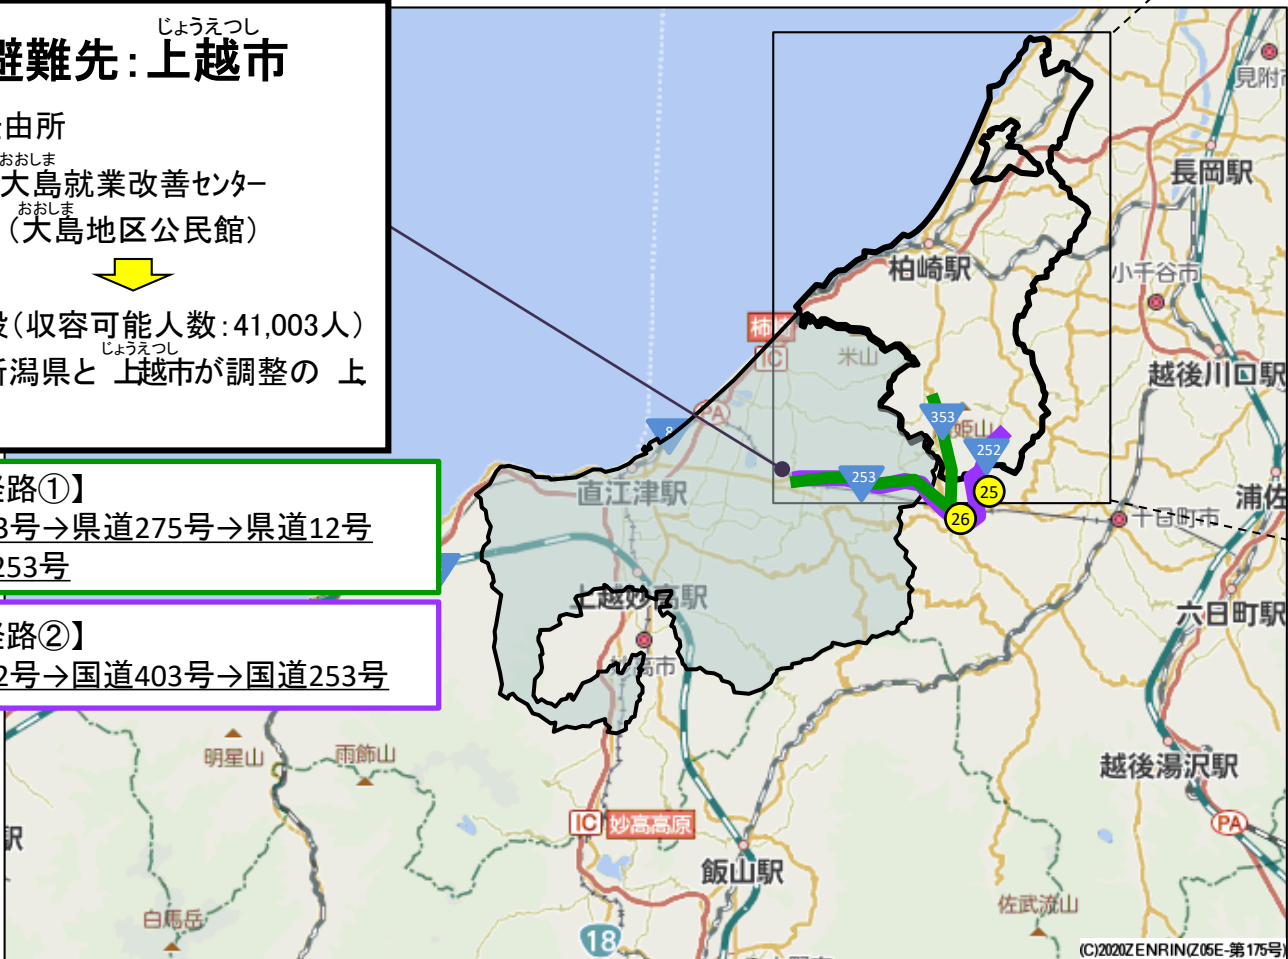 じょうえつし
避難先：上越市
由所
おおしま
大島就業改善センター
おおしま
（大島地区公民館）
設（収容可能人数：41,003人）
じょうえつし
新潟県と 上越市が調整の 上
経路①】
3号→県道275号→県道12号
253号
経路②】
2号→国道403号→国道253号
見附
長岡駅
柏崎駅
小千谷市
柿
IC
米山
越後川口駅
PA
8
353
姫山
252
253
25
26
直江津駅
浦佐
十日町市
上越妙高駅
六日町駅
妙高市
明星山
雨飾山
越後湯沢駅
IC 妙高高原
PA
駅
飯山駅
白馬岳
佐武流山
18
(C)2020ZENRIN(Z05E-第175号)